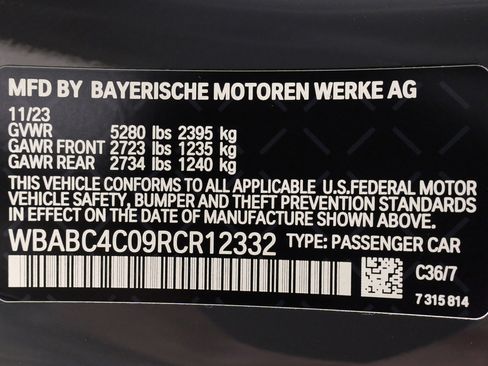 MFD BY BAYERISCHE MOTOREN WERKE AG
11/23
GVWR 5280 lbs 2395 kg
GAWR FRONT 2723 lbs 1235 kg
GAWR REAR 2734 lbs 1240 kg
THIS VEHICLE CONFORMS TO ALL APPLICABLE U.S.FEDERAL MOTOR
VEHICLE SAFETY, BUMPER AND THEFT PREVENTION STANDARDS
IN EFFECT ON THE DATE OF MANUFACTURE SHOWN ABOVE.
WBABC4C09RCR12332 TYPE: PASSENGER CAR
C36/7
7 315 814